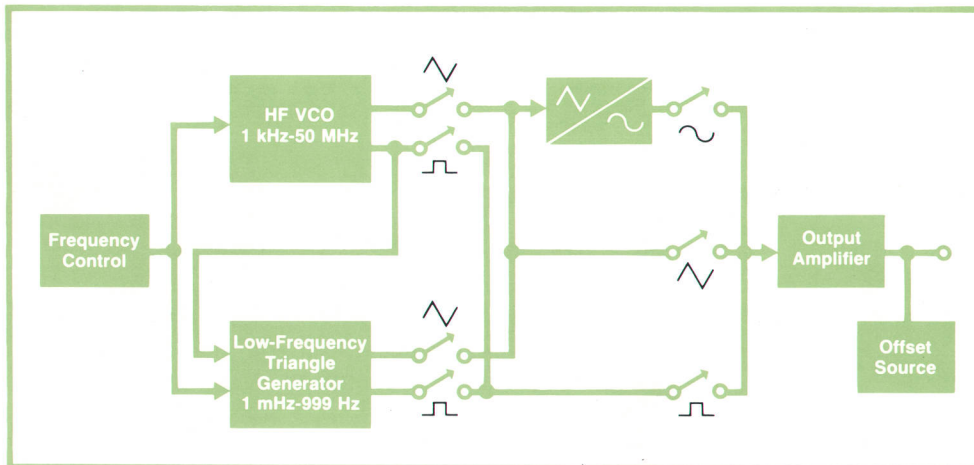 HF VCO
1 kHz-50 MHz
Frequency
Control
Output
Amplifier
Low-Frequency
Triangle
Generator
1 mHz-999 Hz
Offset
Source